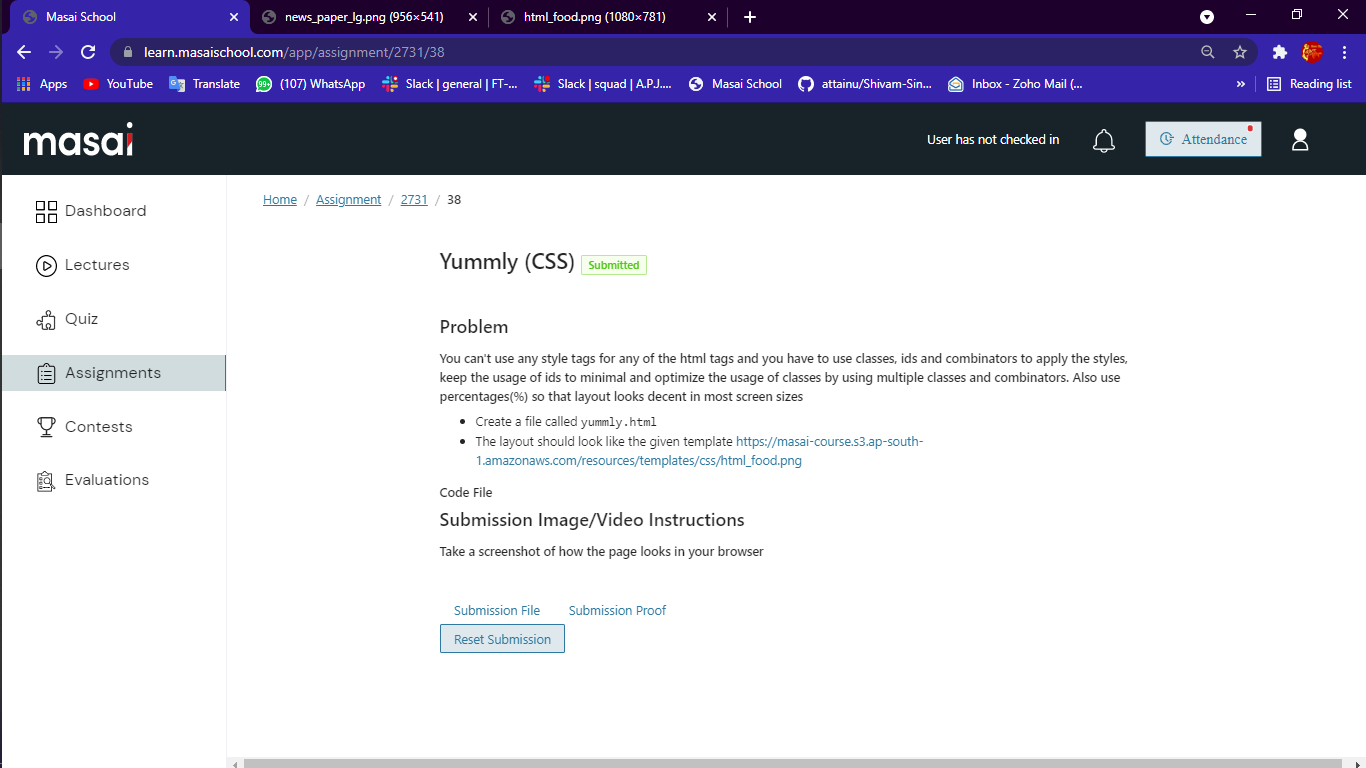 Masai School
news_paper_lg.png (956×541)
html_food.png (1080×781)
learn.masaischool.com/app/assignment/2731/38
Apps
YouTube
Translate
99+
(107) WhatsApp
Slack | general | FT-...
Slack | squad | A.P.J....
Masai School
attainu/Shivam-Sin...
Inbox - Zoho Mail (...
»
Reading list
masai
User has not checked in
Attendance
Dashboard
Lectures
Quiz
Assignments
Contests
Evaluations
Home / Assignment / 2731 / 38
Yummly (CSS) Submitted
Problem
You can't use any style tags for any of the html tags and you have to use classes, ids and combinators to apply the styles,
keep the usage of ids to minimal and optimize the usage of classes by using multiple classes and combinators. Also use
percentages(%) so that layout looks decent in most screen sizes
• Create a file called yummly.html
• The layout should look like the given template https://masai-course.s3.ap-south-
1.amazonaws.com/resources/templates/css/html_food.png
Code File
Submission Image/Video Instructions
Take a screenshot of how the page looks in your browser
Submission File
Submission Proof
Reset Submission